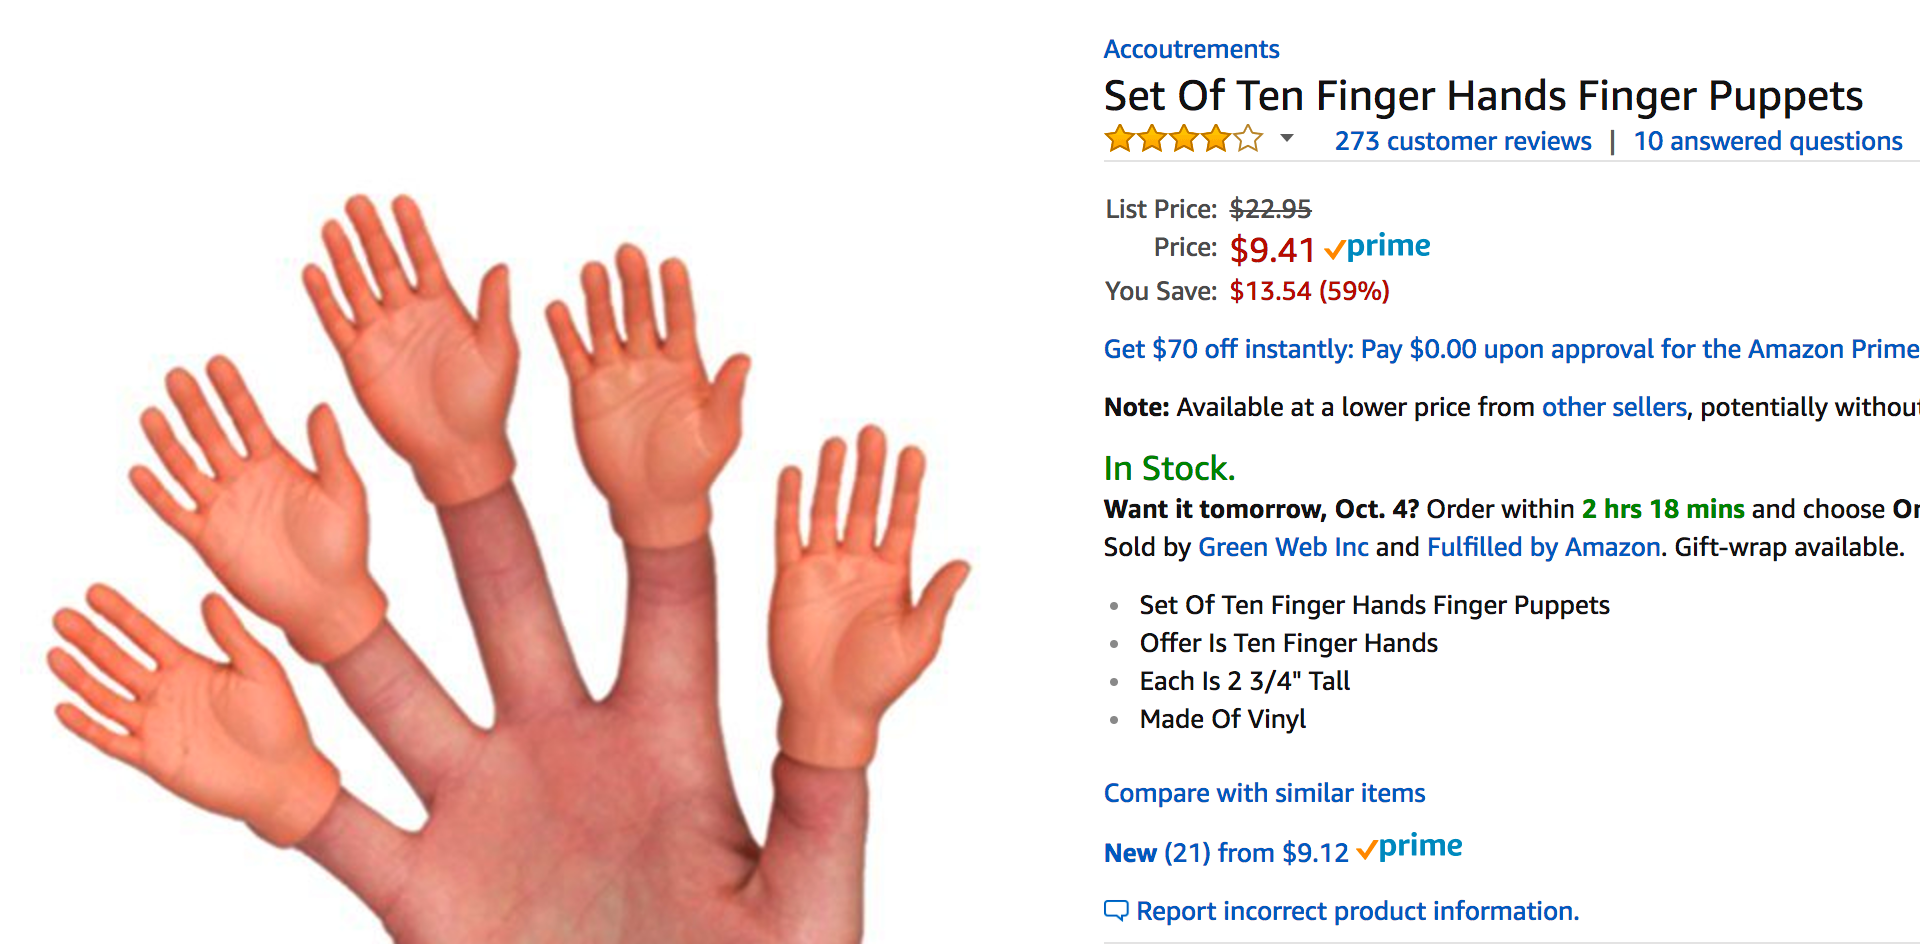 Accoutrements
Set Of Ten Finger Hands Finger Puppets
273 customer reviews | 10 answered questions
List Price: $22.95
Price: $9.41 prime
You Save: $13.54 (59%)
Get $70 off instantly: Pay $0.00 upon approval for the Amazon Prime
Note: Available at a lower price from other sellers, potentially without
In Stock.
Want it tomorrow, Oct. 4? Order within 2 hrs 18 mins and choose
Sold by Green Web Inc and Fulfilled by Amazon. Gift-wrap available.
• Set Of Ten Finger Hands Finger Puppets
• Offer Is Ten Finger Hands
• Each Is 2 3/4" Tall
• Made Of Vinyl
Compare with similar items
New (21) from $9.12 prime
Report incorrect product information.